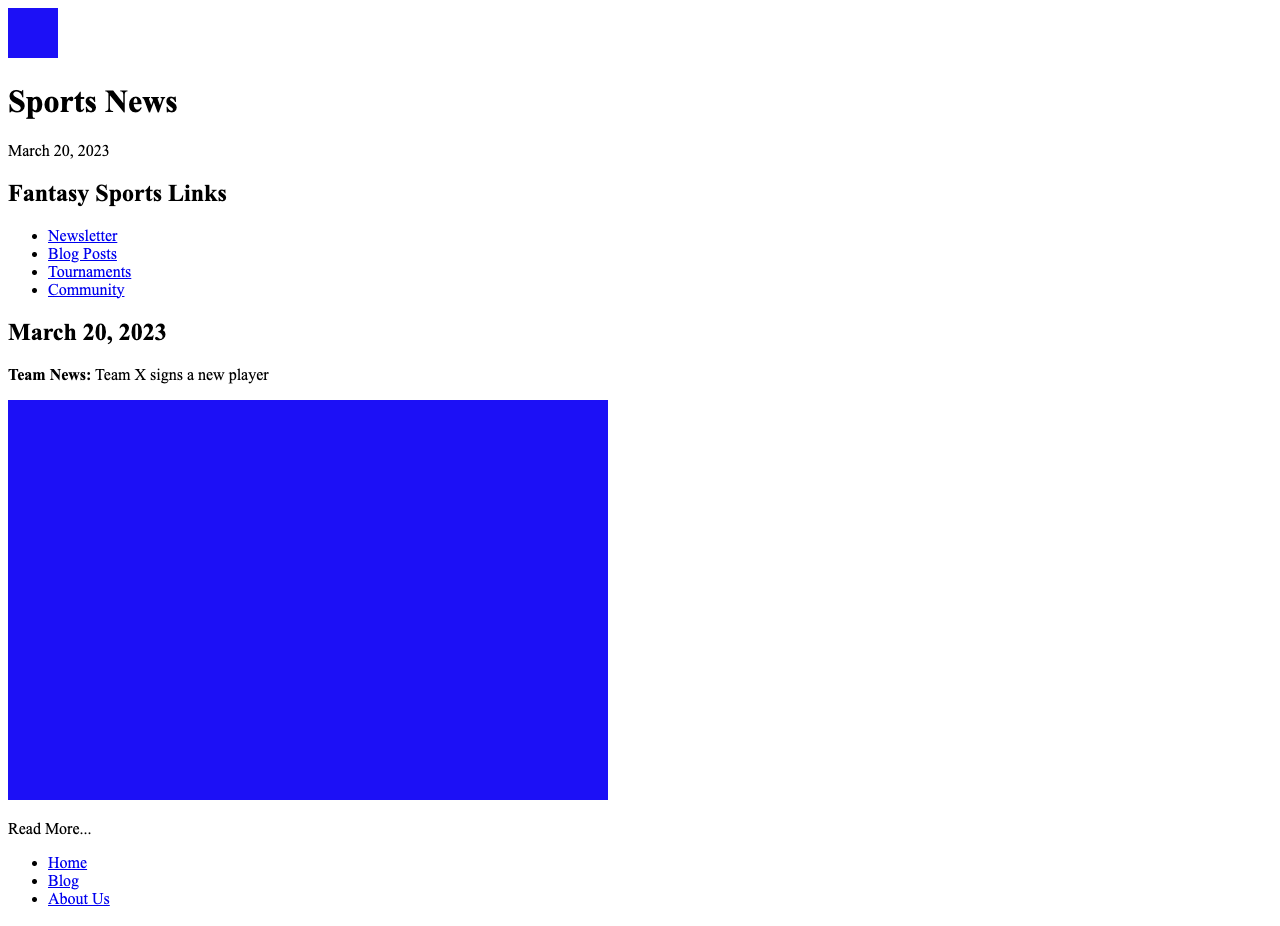 Sports News
March 20, 2023
Fantasy Sports Links
Newsletter
Blog Posts
Tournaments
Community
March 20, 2023
Team News: Team X signs a new player
Read More...
Home
Blog
About Us